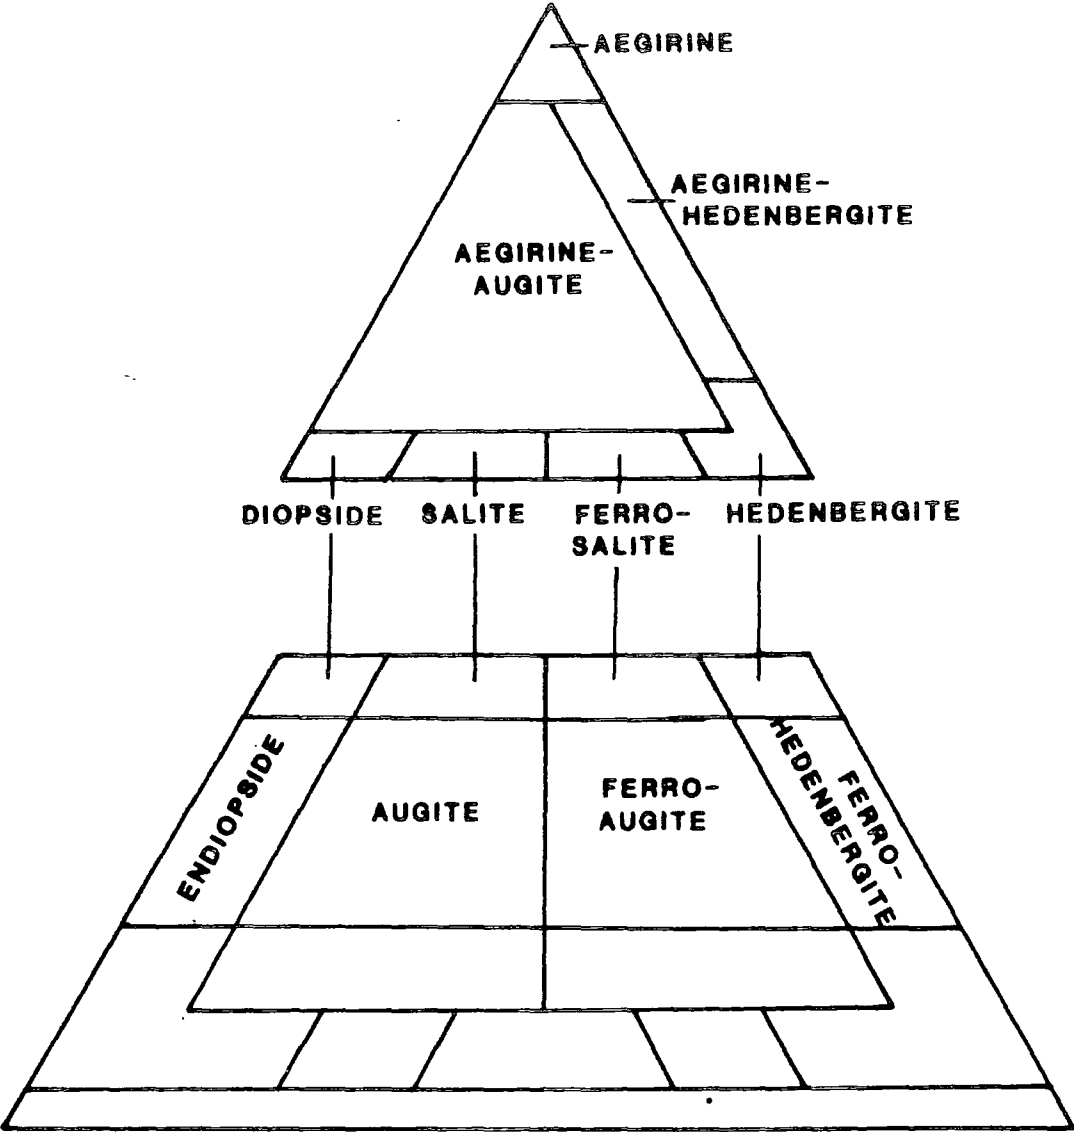 AEGIRINE
AEGIRINE-
HEDENBERGITE
AEGIRINE-
AUGITE
DIOPSIDE
SALITE
FERRO-
SALITE
HEDENBERGITE
ENDIOPSIDE
AUGITE
FERRO-
AUGITE
FERRO-
HEDENBERGITE